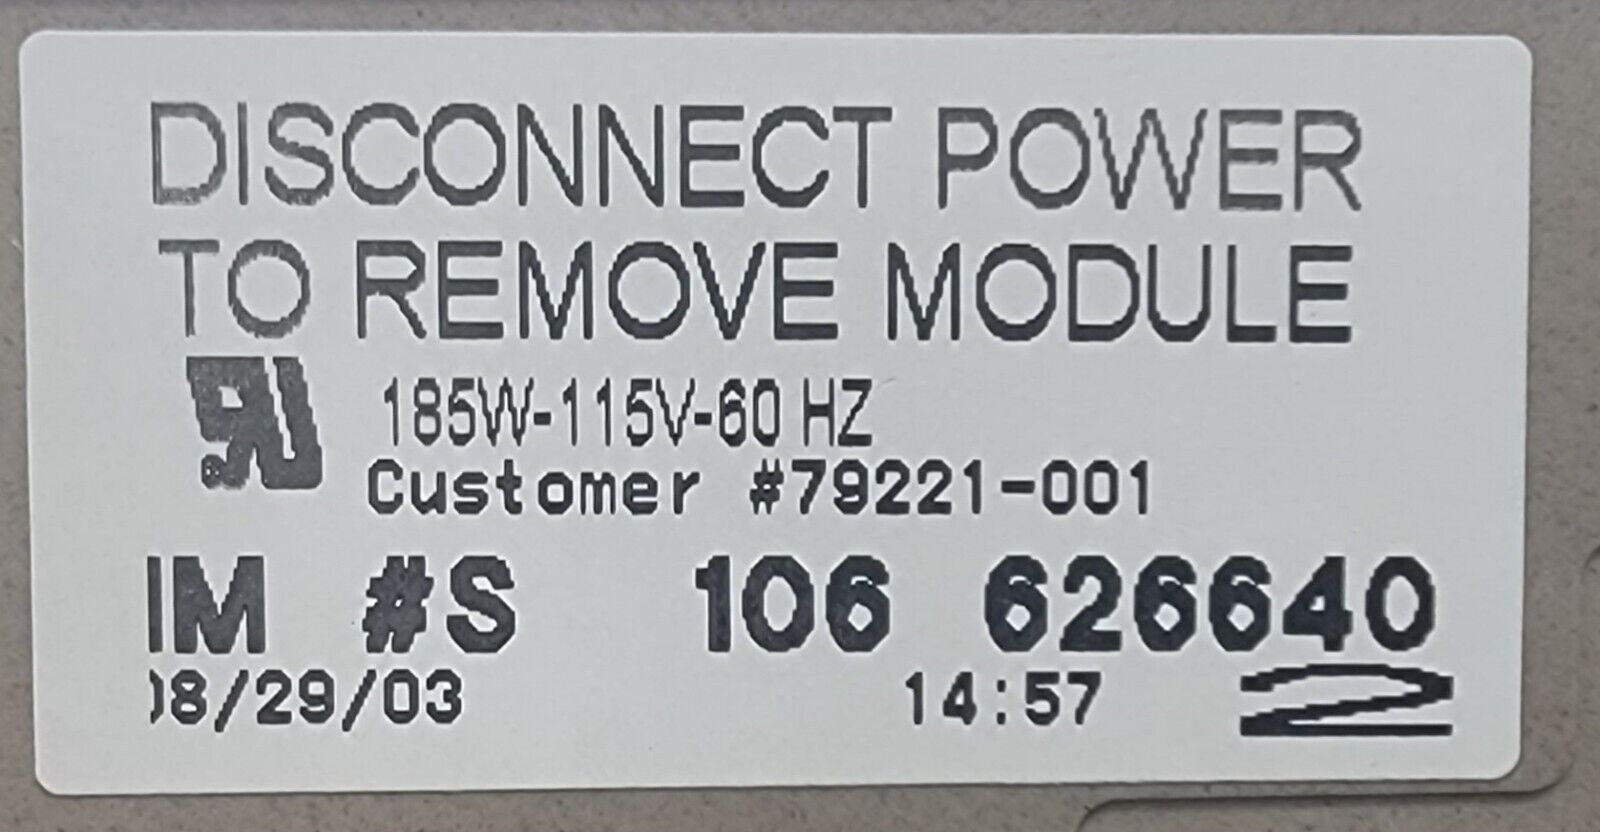 DISCONNECT POWER
TO REMOVE MODULE
185W-115V-60 HZ
Customer #79221-001
IM #S 106 626640
08/29/03 14:57 2